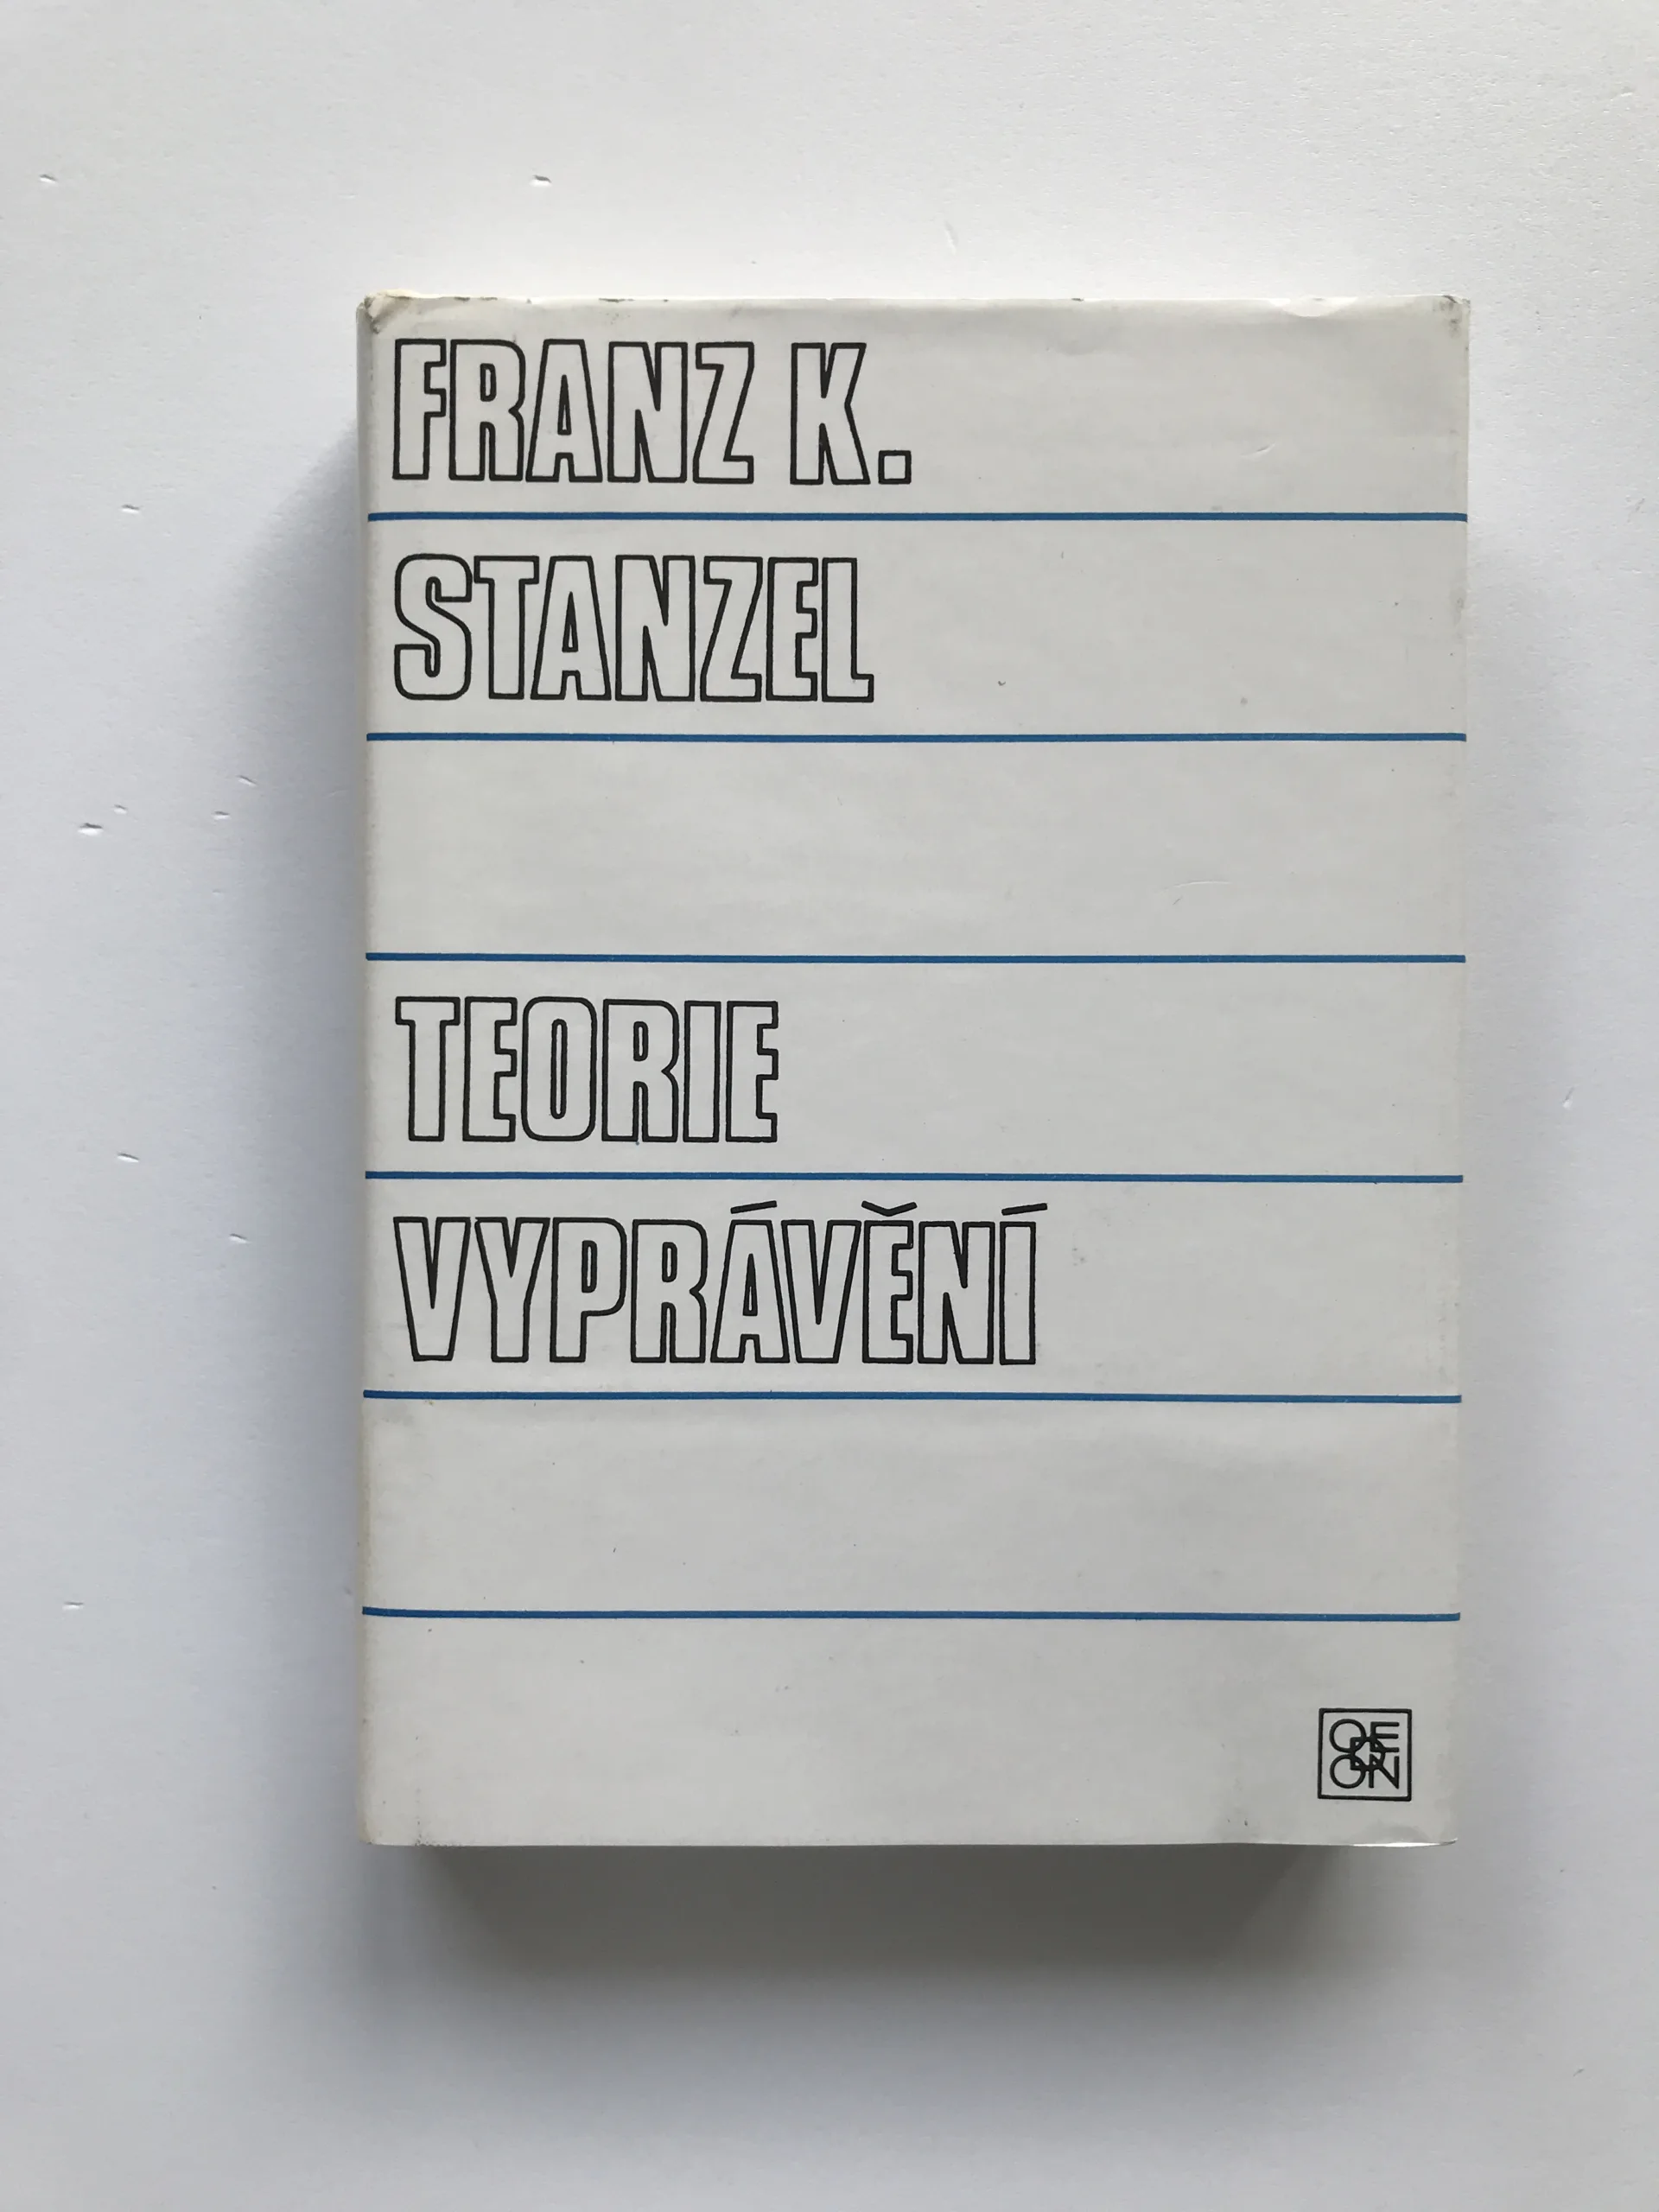 FRANZ K.
STANZEL
TEORIE
VYPRÁVĚNÍ
ODEON